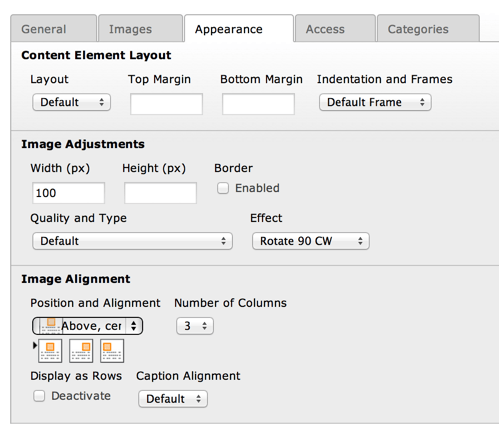 General Images Appearance Access Categories
Content Element Layout
Layout Top Margin Bottom Margin Indentation and Frames
Default Default Frame
Image Adjustments
Width (px) Height (px) Border
100 Enabled
Quality and Type Effect
Default Rotate 90 CW
Image Alignment
Position and Alignment Number of Columns
Above, cer 3
Display as Rows Caption Alignment
Deactivate Default